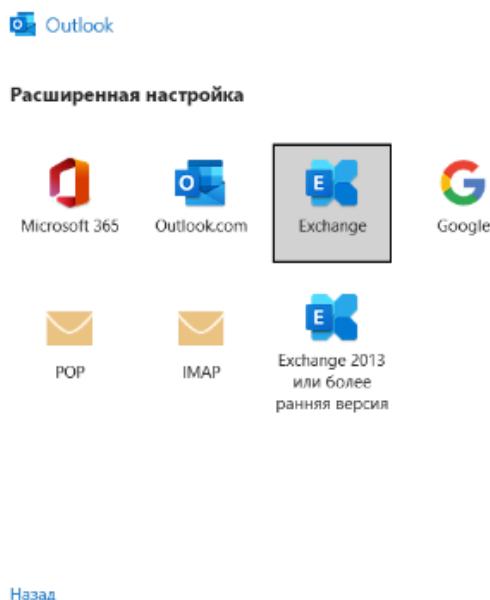 Outlook
Расширенная настройка
Microsoft 365
Outlook.com
Exchange
Google
POP
IMAP
Exchange 2013
или более
ранняя версия
Назад